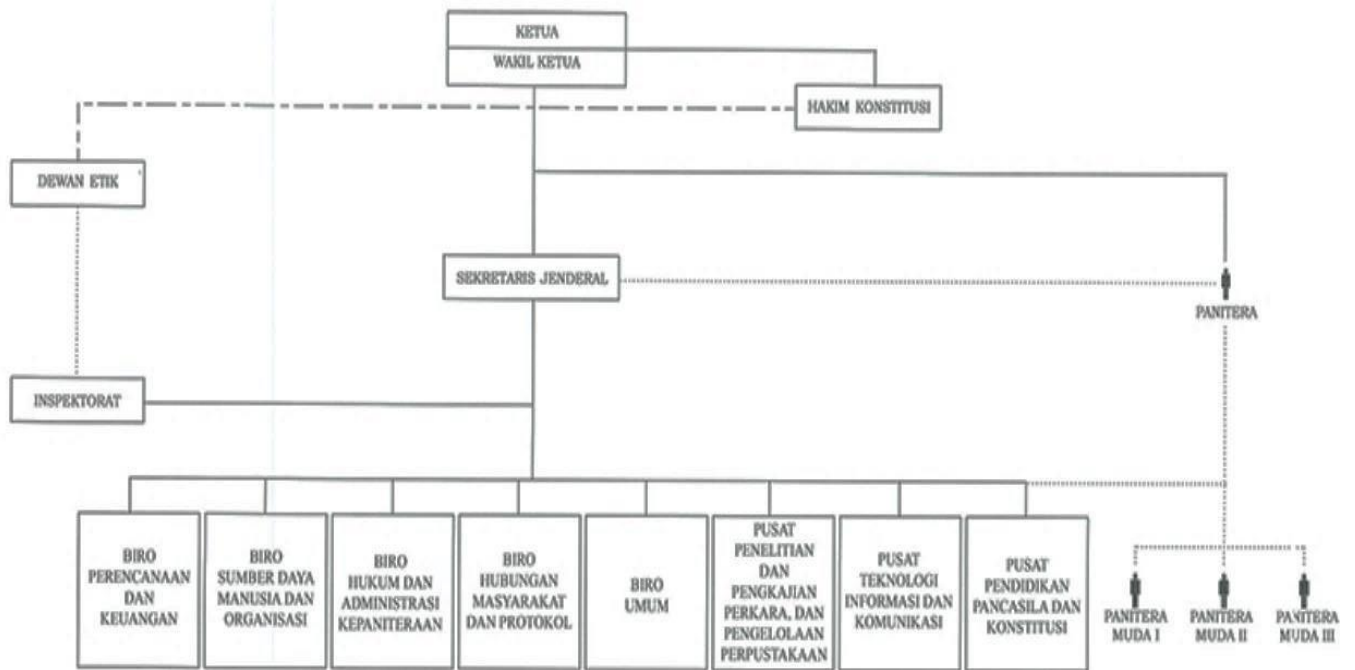 KETUA
WAKIL KETUA
HAKIM KONSTITUSI
DEWAN ETIK
SEKRETARIS JENDERAL
PANITERA
INSPEKTORAT
BIRO
PERENCANAAN
DAN
KEUANGAN
BIRO
SUMBER DAYA
MANUSIA DAN
ORGANISASI
BIRO
HUKUM DAN
ADMINISTRASI
KEPANITERAAN
BIRO
HUBUNGAN
MASYARAKAT
DAN PROTOKOL
BIRO
UMUM
PUSAT
PENELITIAN
DAN
PENGKAJIAN
PERKARA, DAN
PENGELOLAAN
PERPUSTAKAAN
PUSAT
TEKNOLOGI
INFORMASI DAN
KOMUNIKASI
PUSAT
PENDIDIKAN
PANCASILA DAN
KONSTITUSI
PANITERA
MUDA I
PANITERA
MUDA II
PANITERA
MUDA III